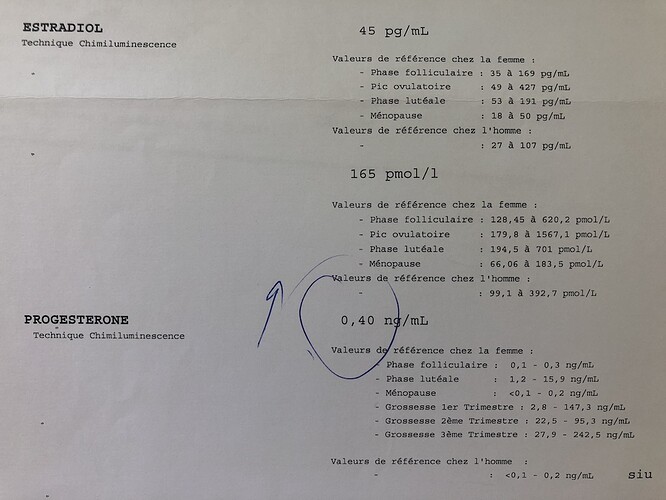 ESTRADIOL
45 pg/mL
Technique Chimiluminescence
Valeurs de référence chez la femme :
- Phase folliculaire : 35 à 169 pg/mL
- Pic ovulatoire : 49 à 427 pg/mL
- Phase lutéale : 53 à 191 pg/mL
- Ménopause : 18 à 50 pg/mL
Valeurs de référence chez l'homme :
- : 27 à 107 pg/mL
165 pmol/l
Valeurs de référence chez la femme :
- Phase folliculaire : 128,45 à 620,2 pmol/L
- Pic ovulatoire : 179,8 à 1567,1 pmol/L
- Phase lutéale : 194,5 à 701 pmol/L
- Ménopause : 66,06 à 183,5 pmol/L
Valeurs de référence chez l'homme :
- : 99,1 à 392,7 pmol/L
PROGESTERONE
0,40 ng/mL
Technique Chimiluminescence
Valeurs de référence chez la femme :
- Phase folliculaire : 0,1 - 0,3 ng/mL
- Phase lutéale : 1,2 - 15,9 ng/mL
- Ménopause : <0,1 - 0,2 ng/mL
- Grossesse 1er Trimestre : 2,8 - 147,3 ng/mL
- Grossesse 2ème Trimestre : 22,5 - 95,3 ng/mL
- Grossesse 3ème Trimestre : 27,9 - 242,5 ng/mL
Valeurs de référence chez l'homme :
- : <0,1 - 0,2 ng/mL
siu